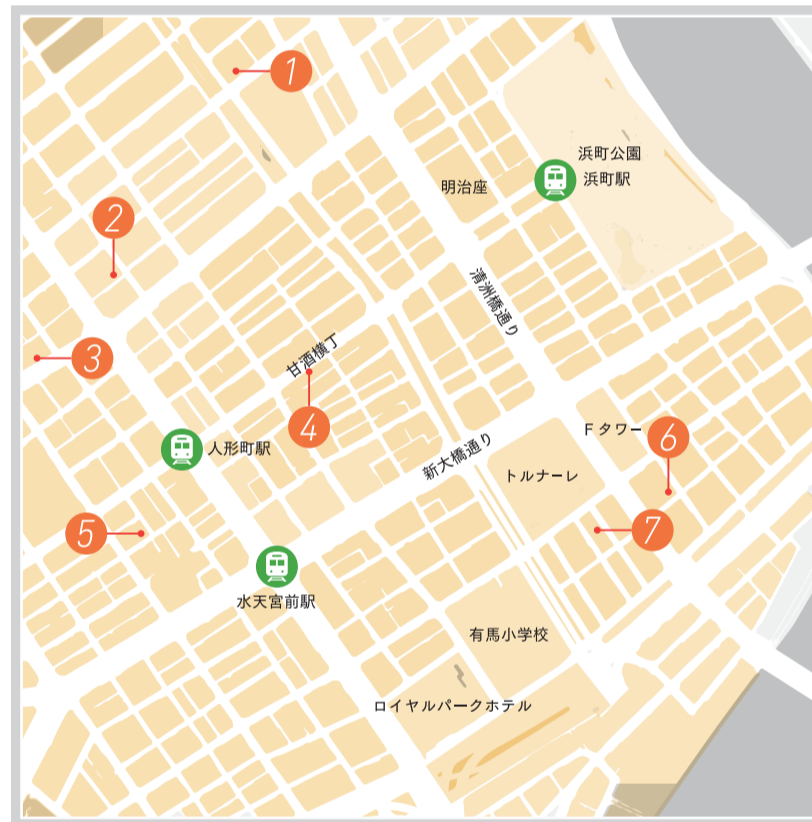 1
浜町公園
浜町駅
明治座
2
清洲橋通り
甘酒横丁
3
4
人形町駅
Fタワー
6
新大橋通り
トルナーレ
5
7
水天宮前駅
有馬小学校
ロイヤルパークホテル